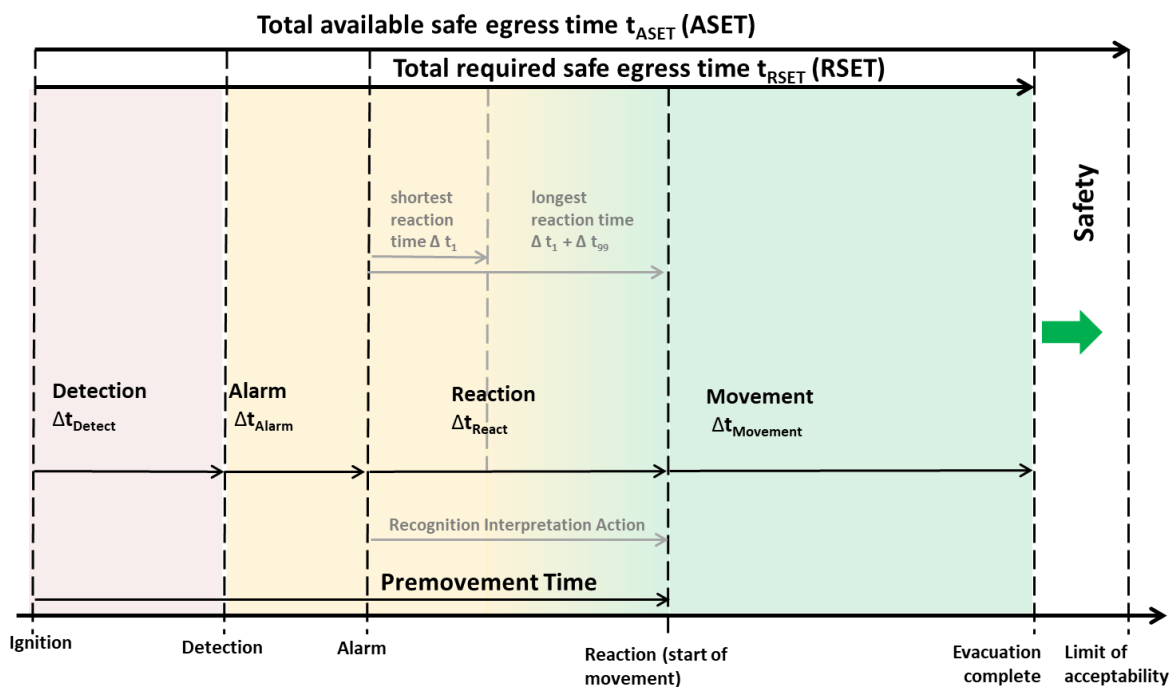 Total available safe egress time tASET (ASET)
Total required safe egress time tRSET (RSET)
shortest
reaction
time Δ t1
longest
reaction time
Δ t1 + Δ t99
Safety
Detection
ΔtDetect
Alarm
ΔtAlarm
Reaction
ΔtReact
Movement
ΔtMovement
Recognition Interpretation Action
Premovement Time
Ignition
Detection
Alarm
Reaction (start of
movement)
Evacuation
complete
Limit of
acceptability